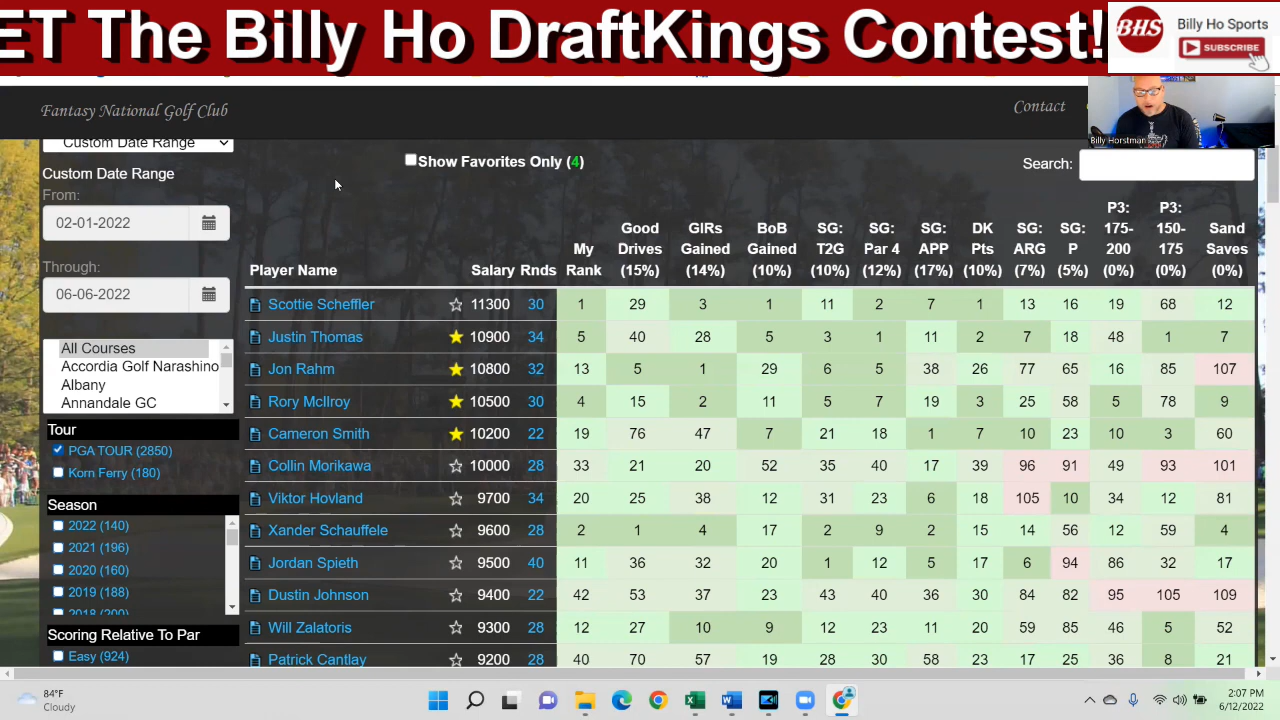 ET The Billy Ho DraftKings Contest!
BHS
Billy Ho Sports
SUBSCRIBE
Fantasy National Golf Club
Contact
Billy Horstman
Custom Date Range
Show Favorites Only (4)
Search:
Custom Date Range
From:
02-01-2022
Through:
06-06-2022
All Courses
Accordia Golf Narashino
Albany
Annandale GC
Tour
PGA TOUR (2850)
Korn Ferry (180)
Season
2022 (140)
2021 (196)
2020 (160)
2019 (188)
2018 (200)
Scoring Relative To Par
Easy (924)
Player Name Salary Rnds My Rank Good Drives (15%) GIRs Gained (14%) BoB Gained (10%) SG: T2G (10%) SG: Par 4 (12%) SG: APP (17%) DK Pts (10%) SG: ARG (7%) SG: P (5%) P3: 175-200 (0%) P3: 150-175 (0%) Sand Saves (0%)
Scottie Scheffler 11300 30 1 29 3 1 11 2 7 1 13 16 19 68 12
Justin Thomas 10900 34 5 40 28 5 3 1 11 2 7 18 48 1 7
Jon Rahm 10800 32 13 5 1 29 6 5 38 26 77 65 16 85 107
Rory McIlroy 10500 30 4 15 2 11 5 7 19 3 25 58 5 78 9
Cameron Smith 10200 22 19 76 47 7 21 18 1 7 10 23 10 3 60
Collin Morikawa 10000 28 33 21 20 52 35 40 17 39 96 91 49 93 101
Viktor Hovland 9700 34 20 25 38 12 31 23 6 18 105 10 34 12 81
Xander Schauffele 9600 28 2 1 4 17 2 9 2 15 14 56 12 59 4
Jordan Spieth 9500 40 11 36 32 20 1 12 5 17 6 94 86 32 17
Dustin Johnson 9400 22 42 53 37 23 43 40 36 30 84 82 95 105 109
Will Zalatoris 9300 28 12 27 10 9 12 23 11 20 59 85 46 5 52
Patrick Cantlay 9200 28 40 70 57 19 28 30 58 23 17 25 36 8 21
84°F
Cloudy
2:07 PM
6/12/2022